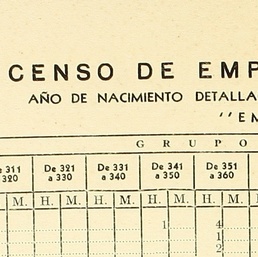 CENSO DE EMP
AÑO DE NACIMIENTO DETALLA
"EM
GRUPO
De 311 a 320 De 321 a 330 De 331 a 340 De 341 a 350 De 351 a 360
M. H. M. H. M. H. M. H. M.
1 4
1
2